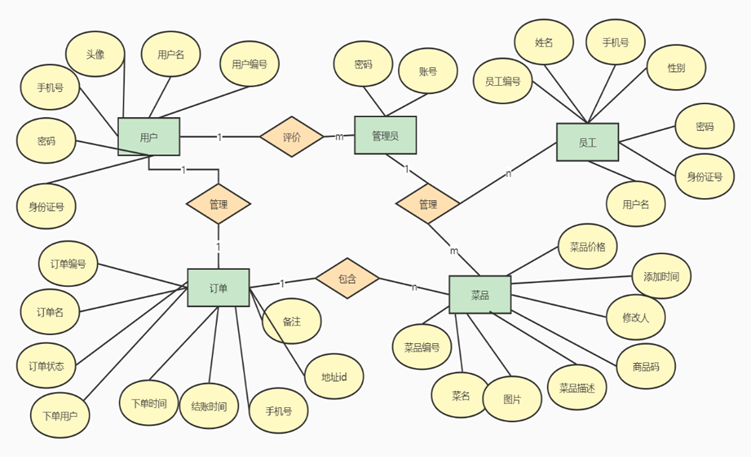 头像
用户名
用户编号
手机号
密码
身份证号
用户
1
评价
m
密码
账号
管理员
姓名
手机号
员工编号
性别
员工
密码
身份证号
用户名
1
管理
1
1
管理
n
m
订单编号
订单名
订单状态
下单用户
订单
1
包含
n
下单时间
结账时间
手机号
备注
地址id
菜品
菜品价格
添加时间
修改人
商品码
菜品编号
菜名
图片
菜品描述